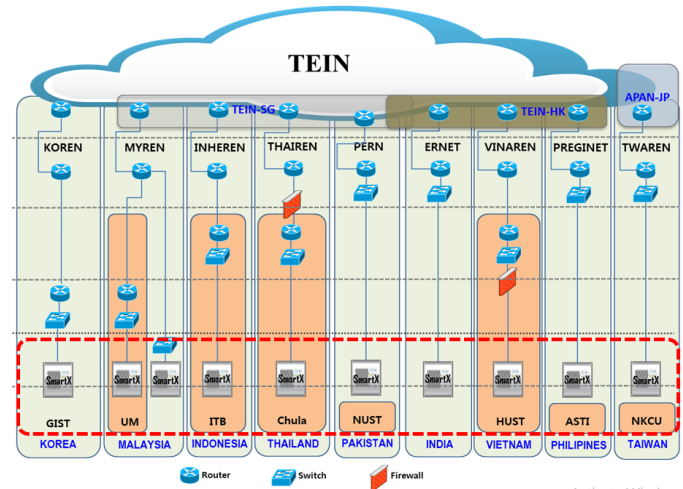 TEIN
APAN-JP
TEIN-SG
TEIN-HK
KOREN
MYREN
INHEREN
THAIREN
PERN
ERNET
VINAREN
PREGINET
TWAREN
SmartX
SmartX
SmartX
SmartX
SmartX
SmartX
SmartX
SmartX
SmartX
SmartX
GIST
UM
ITB
Chula
NUST
HUST
ASTI
NKCU
KOREA
MALAYSIA
INDONESIA
THAILAND
PAKISTAN
INDIA
VIETNAM
PHILIPINES
TAIWAN
Router
Switch
Firewall